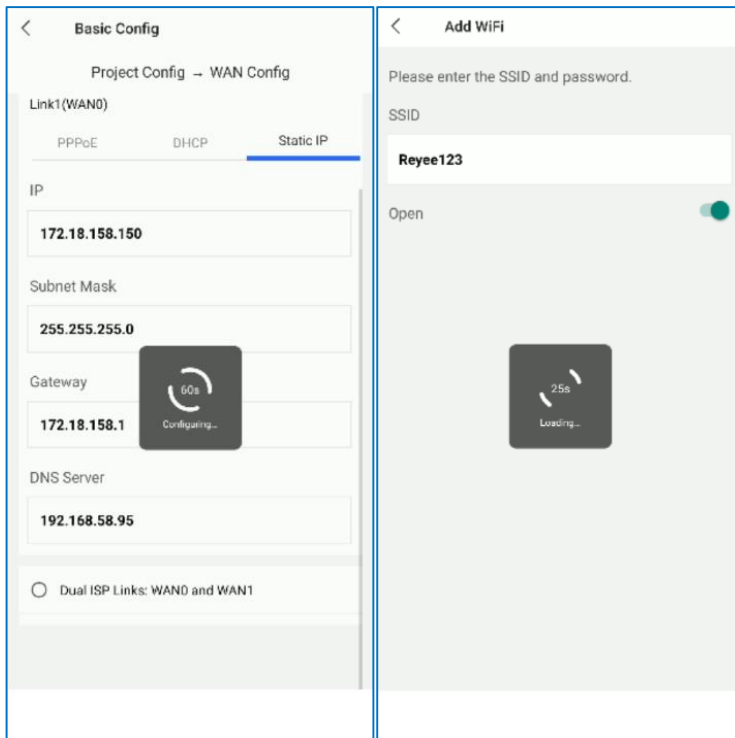 Basic Config
Project Config → WAN Config
Link1(WAN0)
PPPoE DHCP Static IP
IP
172.18.158.150
Subnet Mask
255.255.255.0
Gateway
172.18.158.1
60s
Configuring...
DNS Server
192.168.58.95
Dual ISP Links: WAN0 and WAN1
Add WiFi
Please enter the SSID and password.
SSID
Reyee123
Open
25s
Loading...